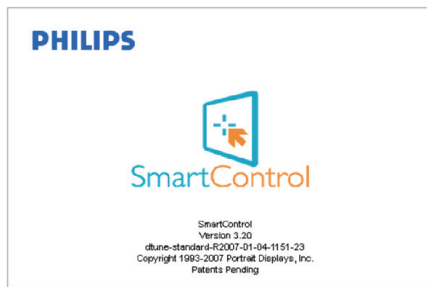 PHILIPS
SmartControl
SmartControl
Version 3.20
dtune-standard-R2007-01-04-1151-23
Copyright 1993-2007 Portrait Displays, Inc.
Patents Pending